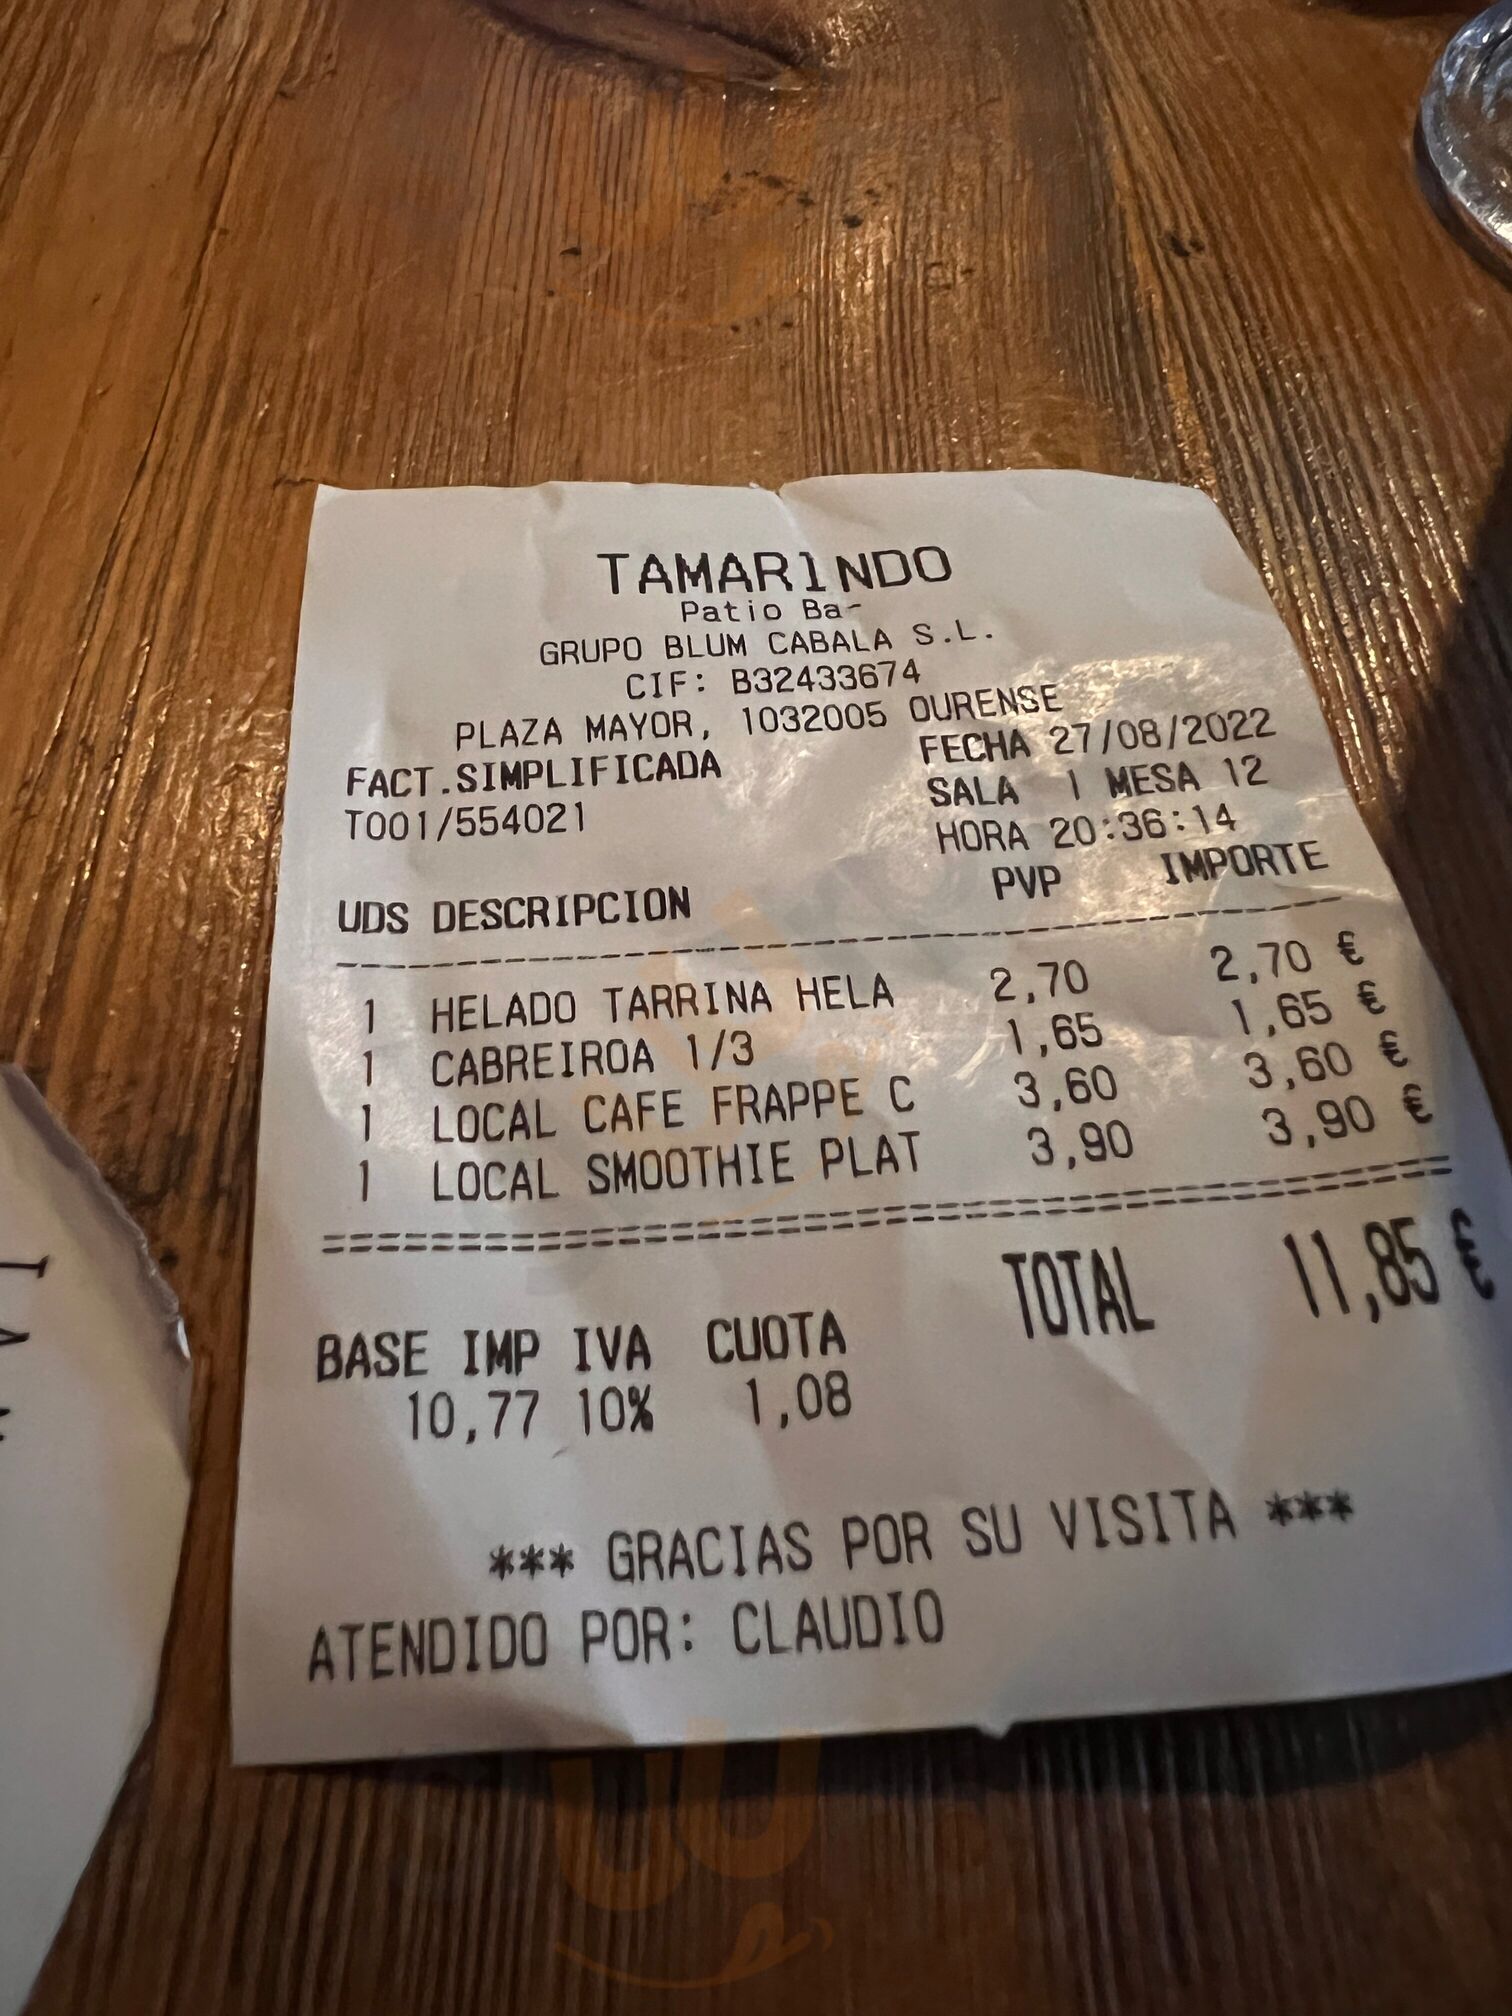 TAMARINDO
Patio Bar
GRUPO BLUM CABALA S.L.
CIF: B32433674
PLAZA MAYOR, 1032005 OURENSE
FACT.SIMPLIFICADA FECHA 27/08/2022
T001/554021 SALA 1 MESA 12
HORA 20:36:14
UDS DESCRIPCION PVP IMPORTE
1 HELADO TARRINA HELA 2,70 2,70 €
1 CABREIROA 1/3 1,65 1,65 €
1 LOCAL CAFE FRAPPE C 3,60 3,60 €
1 LOCAL SMOOTHIE PLAT 3,90 3,90 €
TOTAL 11,85 €
BASE IMP IVA CUOTA
10,77 10% 1,08
*** GRACIAS POR SU VISITA ***
ATENDIDO POR: CLAUDIO